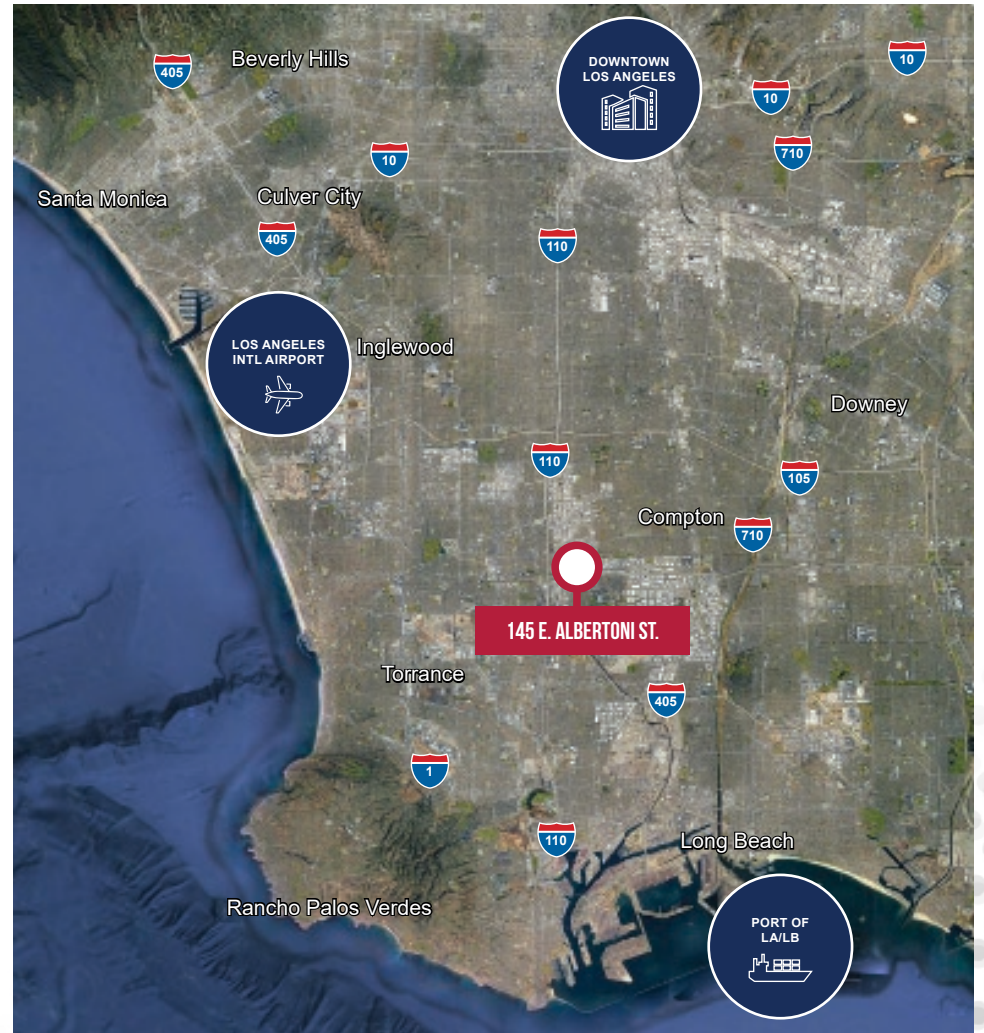 Beverly Hills
405
DOWNTOWN
LOS ANGELES
10
10
710
10
Santa Monica
Culver City
405
110
LOS ANGELES
INTL AIRPORT
Inglewood
Downey
110
105
Compton
710
145 E. ALBERTONI ST.
Torrance
405
1
110
Long Beach
Rancho Palos Verdes
PORT OF
LA/LB